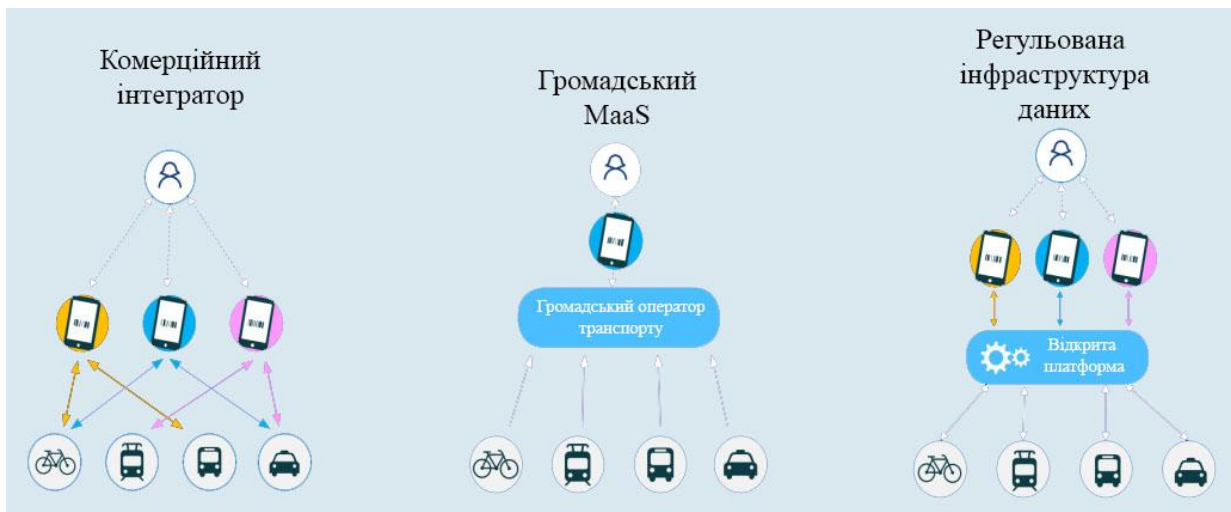 Комерційний
інтегратор
Громадський
MaaS
Громадський оператор
транспорту
Регульована
інфраструктура
даних
Відкрита
платформа